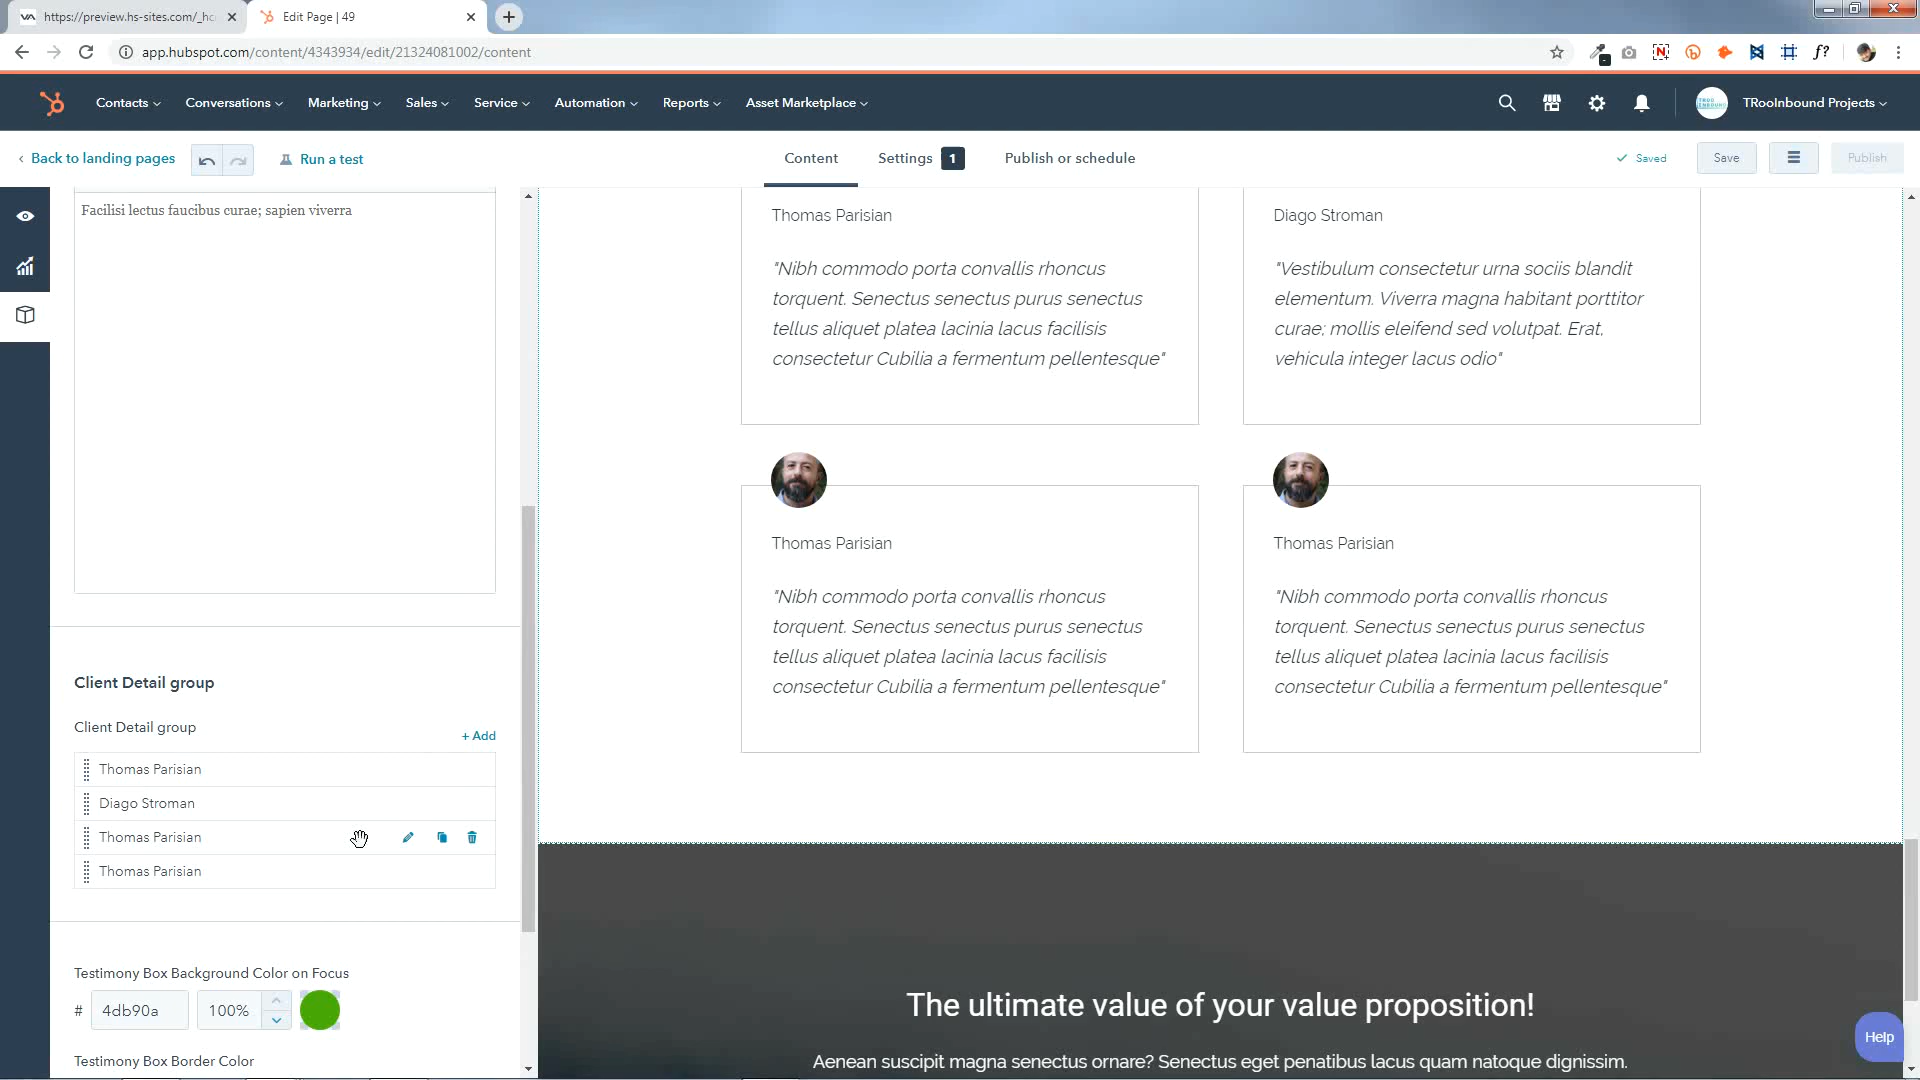 https://preview.hs-sites.com/_hc
Edit Page | 49
app.hubspot.com/content/4343934/edit/21324081002/content
Contacts
Conversations
Marketing
Sales
Service
Automation
Reports
Asset Marketplace
TRooInbound Projects
Back to landing pages
Run a test
Content
Settings 1
Publish or schedule
Saved
Save
Publish
Facilisi lectus faucibus curae; sapien viverra
Client Detail group
Client Detail group
+ Add
Thomas Parisian
Diago Stroman
Thomas Parisian
Thomas Parisian
Testimony Box Background Color on Focus
# 4db90a 100%
Testimony Box Border Color
Thomas Parisian
"Nibh commodo porta convallis rhoncus
torquent. Senectus senectus purus senectus
tellus aliquet platea lacinia lacus facilisis
consectetur Cubilia a fermentum pellentesque"
Diago Stroman
"Vestibulum consectetur urna sociis blandit
elementum. Viverra magna habitant porttitor
curae; mollis eleifend sed volutpat. Erat,
vehicula integer lacus odio"
Thomas Parisian
"Nibh commodo porta convallis rhoncus
torquent. Senectus senectus purus senectus
tellus aliquet platea lacinia lacus facilisis
consectetur Cubilia a fermentum pellentesque"
Thomas Parisian
"Nibh commodo porta convallis rhoncus
torquent. Senectus senectus purus senectus
tellus aliquet platea lacinia lacus facilisis
consectetur Cubilia a fermentum pellentesque"
The ultimate value of your value proposition!
Aenean suscipit magna senectus ornare? Senectus eget penatibus lacus quam natoque dignissim.
Help